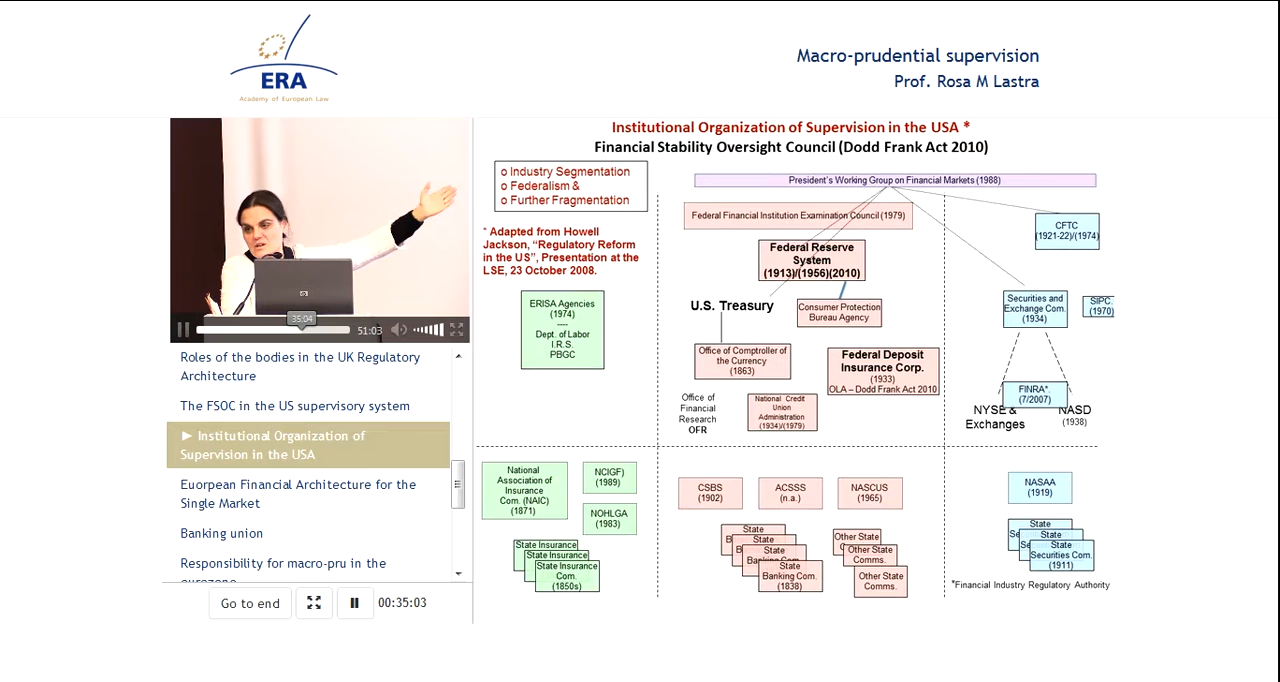 ERA
Academy of European Law
Macro-prudential supervision
Prof. Rosa M Lastra
35:04
51:03
Roles of the bodies in the UK Regulatory
Architecture
The FSOC in the US supervisory system
► Institutional Organization of
Supervision in the USA
Euorpean Financial Architecture for the
Single Market
Banking union
Responsibility for macro-pru in the
eurozone
Go to end
00:35:03
Institutional Organization of Supervision in the USA *
Financial Stability Oversight Council (Dodd Frank Act 2010)
o Industry Segmentation
o Federalism &
o Further Fragmentation
* Adapted from Howell
Jackson, “Regulatory Reform
in the US”, Presentation at the
LSE, 23 October 2008.
President’s Working Group on Financial Markets (1988)
Federal Financial Institution Examination Council (1979)
CFTC
(1921-22)/(1974)
Federal Reserve
System
(1913)/(1956)(2010)
ERISA Agencies
(1974)
----
Dept. of Labor
I.R.S.
PBGC
U.S. Treasury
Consumer Protection
Bureau Agency
Securities and
Exchange Com.
(1934)
SIPC
(1970)
Office of Comptroller of
the Currency
(1863)
Federal Deposit
Insurance Corp.
(1933)
OLA – Dodd Frank Act 2010
Office of
Financial
Research
OFR
National Credit
Union
Administration
(1934)/(1979)
FINRA*.
(7/2007)
NYSE &
Exchanges
NASD
(1938)
National
Association of
Insurance
Com. (NAIC)
(1871)
NCIGF)
(1989)
NOHLGA
(1983)
CSBS
(1902)
ACSSS
(n.a.)
NASCUS
(1965)
NASAA
(1919)
State Insurance
State Insurance
State Insurance
Com.
(1850s)
State
State
State
State
Banking Com.
(1838)
Other State
Other State
Comms.
Other State
Comms.
State
State
State
Securities Com.
(1911)
*Financial Industry Regulatory Authority